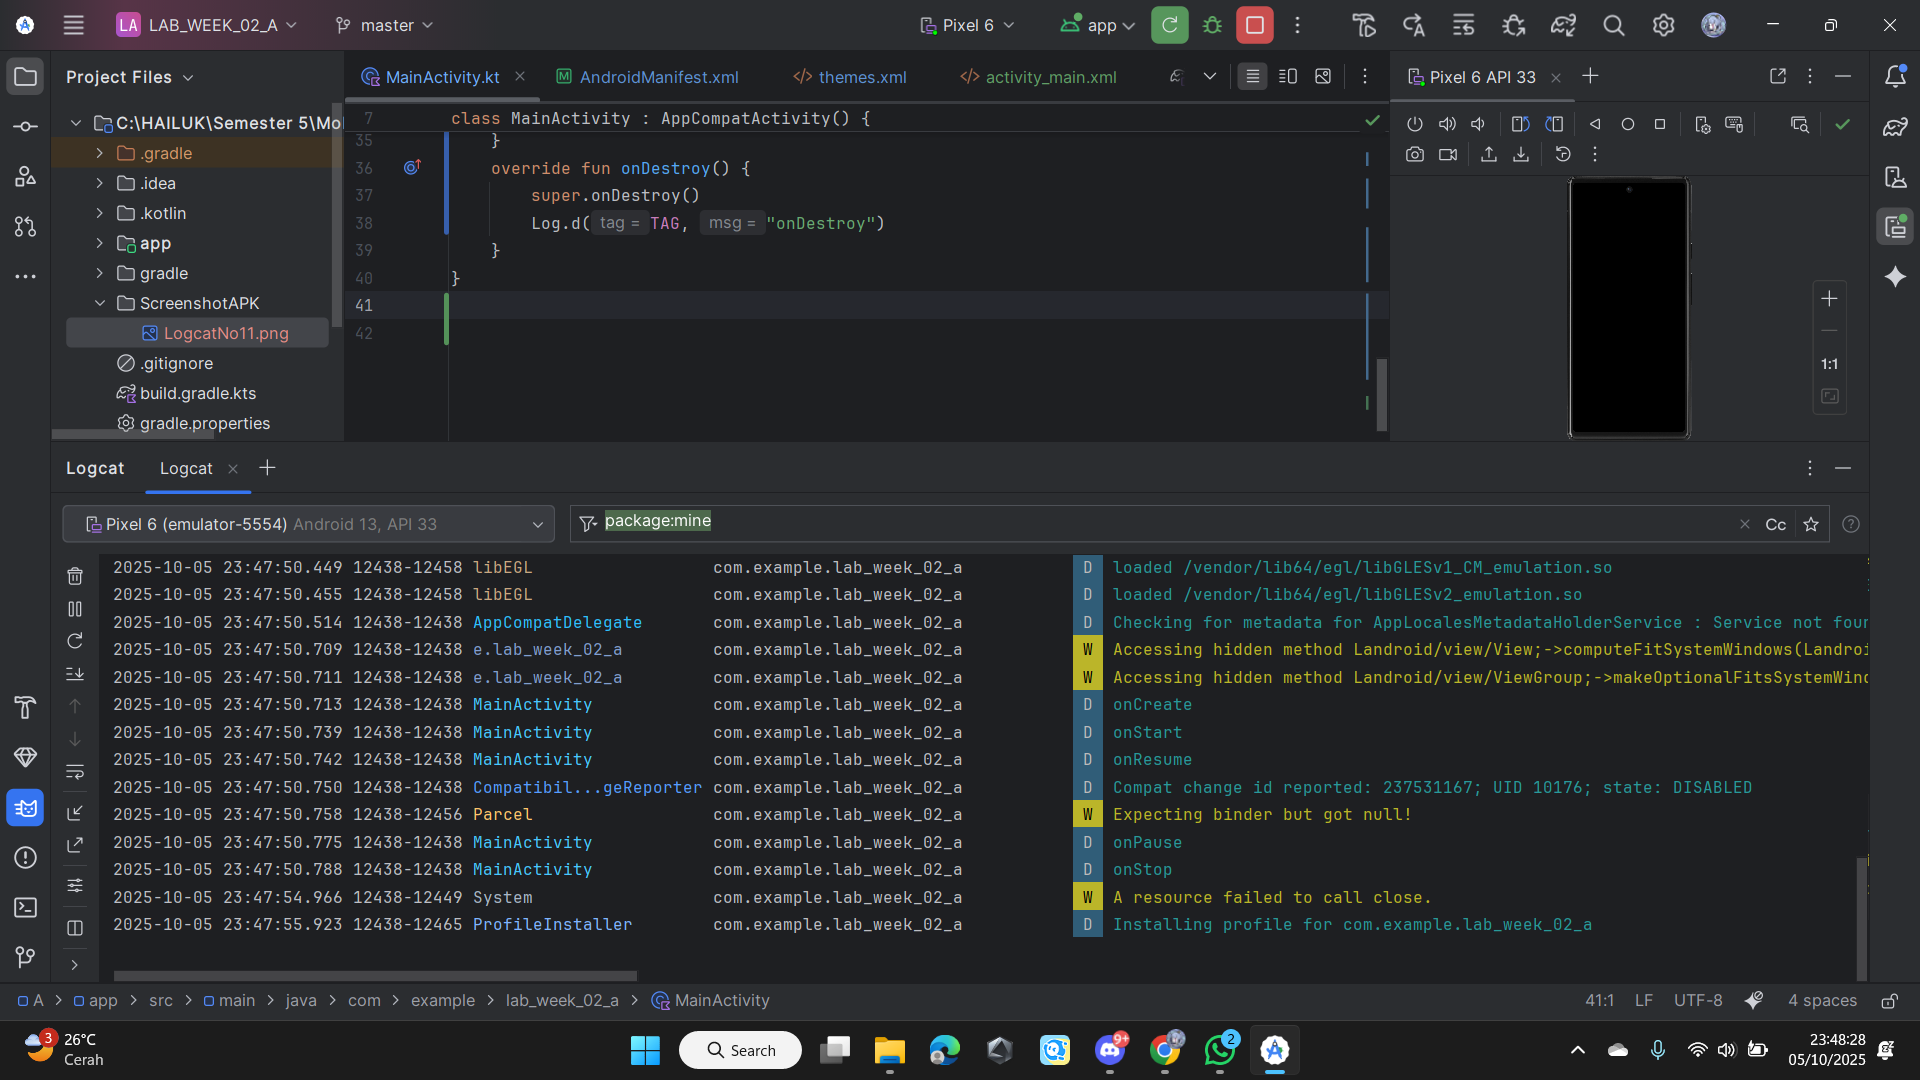 LA LAB_WEEK_02_A master Pixel 6 app
Project Files
C:\HAILUK\Semester 5\Mo
.gradle
.idea
.kotlin
app
gradle
ScreenshotAPK
LogcatNo11.png
.gitignore
build.gradle.kts
gradle.properties
MainActivity.kt AndroidManifest.xml themes.xml activity_main.xml
7 class MainActivity : AppCompatActivity() {
35 }
36 override fun onDestroy() {
37 super.onDestroy()
38 Log.d( tag = TAG, msg = "onDestroy")
39 }
40 }
41
42
Pixel 6 API 33
1:1
Logcat Logcat
Pixel 6 (emulator-5554) Android 13, API 33 package:mine Cc
2025-10-05 23:47:50.449 12438-12458 libEGL com.example.lab_week_02_a D loaded /vendor/lib64/egl/libGLESv1_CM_emulation.so
2025-10-05 23:47:50.455 12438-12458 libEGL com.example.lab_week_02_a D loaded /vendor/lib64/egl/libGLESv2_emulation.so
2025-10-05 23:47:50.514 12438-12438 AppCompatDelegate com.example.lab_week_02_a D Checking for metadata for AppLocalesMetadataHolderService : Service not four
2025-10-05 23:47:50.709 12438-12438 e.lab_week_02_a com.example.lab_week_02_a W Accessing hidden method Landroid/view/View;->computeFitSystemWindows(Landroi
2025-10-05 23:47:50.711 12438-12438 e.lab_week_02_a com.example.lab_week_02_a W Accessing hidden method Landroid/view/ViewGroup;->makeOptionalFitsSystemWind
2025-10-05 23:47:50.713 12438-12438 MainActivity com.example.lab_week_02_a D onCreate
2025-10-05 23:47:50.739 12438-12438 MainActivity com.example.lab_week_02_a D onStart
2025-10-05 23:47:50.742 12438-12438 MainActivity com.example.lab_week_02_a D onResume
2025-10-05 23:47:50.750 12438-12438 Compatibil...geReporter com.example.lab_week_02_a D Compat change id reported: 237531167; UID 10176; state: DISABLED
2025-10-05 23:47:50.758 12438-12456 Parcel com.example.lab_week_02_a W Expecting binder but got null!
2025-10-05 23:47:50.775 12438-12438 MainActivity com.example.lab_week_02_a D onPause
2025-10-05 23:47:50.788 12438-12438 MainActivity com.example.lab_week_02_a D onStop
2025-10-05 23:47:54.966 12438-12449 System com.example.lab_week_02_a W A resource failed to call close.
2025-10-05 23:47:55.923 12438-12465 ProfileInstaller com.example.lab_week_02_a D Installing profile for com.example.lab_week_02_a
A > app > src > main > java > com > example > lab_week_02_a > MainActivity 41:1 LF UTF-8 4 spaces
3 26°C
Cerah
Search
9+
2
23:48:28
05/10/2025